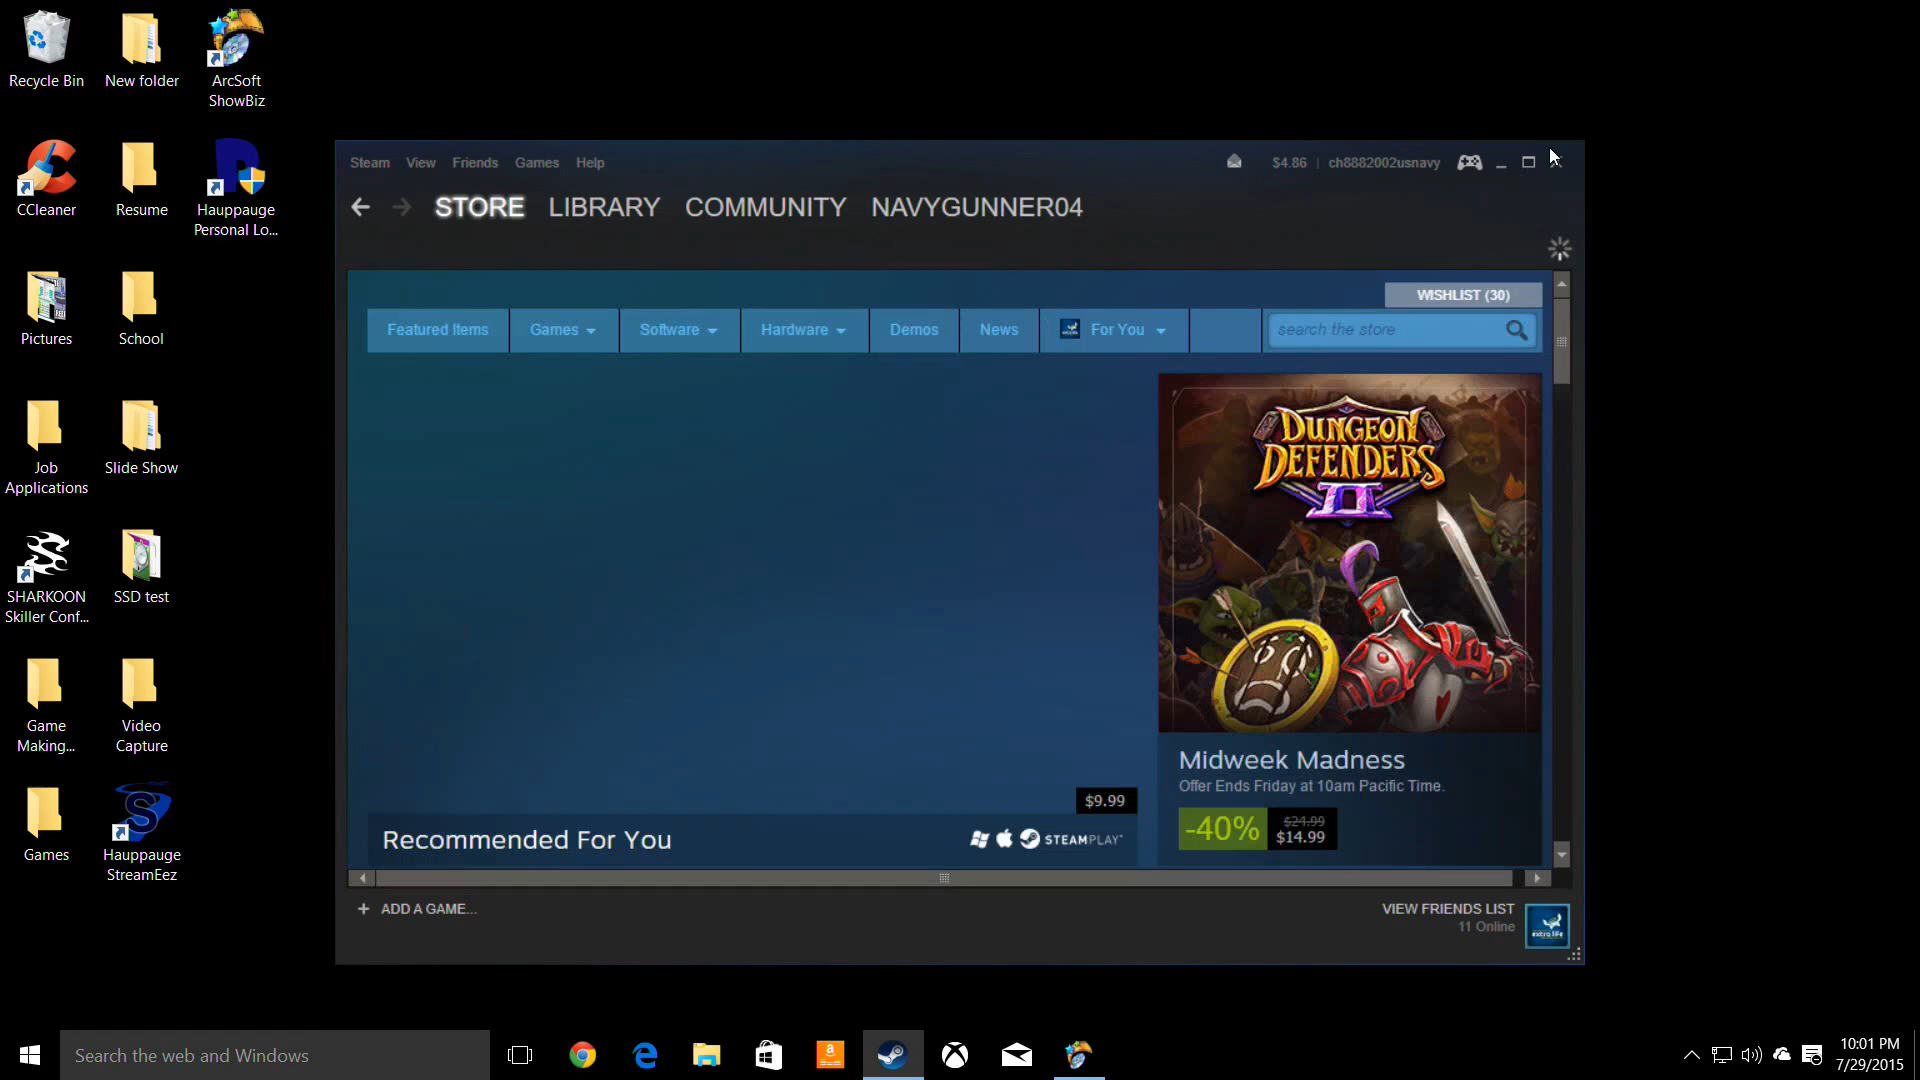 Recycle Bin
New folder
ArcSoft
ShowBiz
CCleaner
Resume
Hauppauge
Personal Lo...
Pictures
School
Job
Applications
Slide Show
SHARKOON
Skiller Conf...
SSD test
Game
Making...
Video
Capture
Games
Hauppauge
StreamEez
Steam View Friends Games Help
$4.86 | ch8882002usnavy
STORE LIBRARY COMMUNITY NAVYGUNNER04
WISHLIST (30)
Featured Items Games Software Hardware Demos News For You search the store
DUNGEON
DEFENDERS
II
Midweek Madness
Offer Ends Friday at 10am Pacific Time.
-40%
$24.99
$14.99
$9.99
Recommended For You
STEAMPLAY
+ ADD A GAME...
VIEW FRIENDS LIST
11 Online
extra life
Search the web and Windows
10:01 PM
7/29/2015